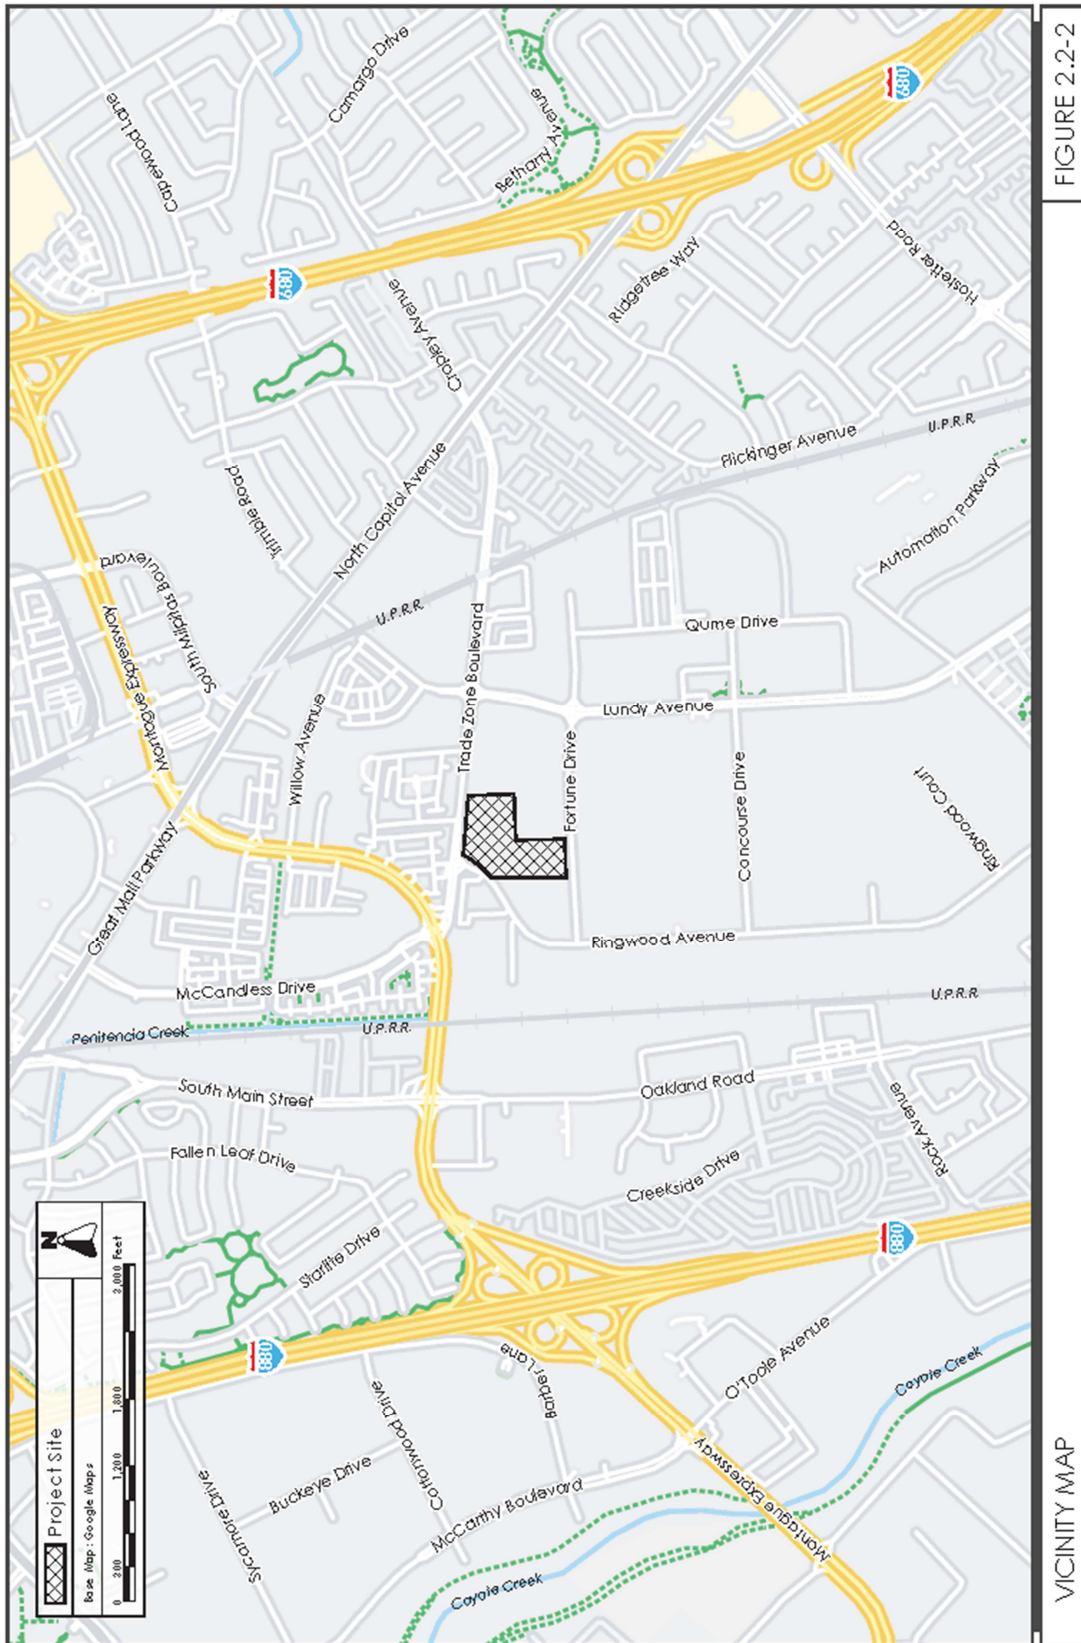 Project Site
Base Map: Google Maps
N
0 200 1,200 1,800 2,000 Feet
Capewood Lane
Camargo Drive
Bethany Avenue
680
680
Cropley Avenue
Ridgetree Way
Hostetter Road
Trimble Road
North Capitol Avenue
Flickinger Avenue
U.P.R.R.
Automation Parkway
South Milpitas Boulevard
Montague Expressway
U.P.R.R.
Trade Zone Boulevard
Qume Drive
Willow Avenue
Lundy Avenue
Fortune Drive
Concourse Drive
Ringwood Court
Great Mall Parkway
Ringwood Avenue
McCandless Drive
Penitencia Creek
U.P.R.R.
U.P.R.R.
South Main Street
Oakland Road
Rock Avenue
Fallen Leaf Drive
Creekside Drive
Starlite Drive
880
880
Barber Lane
O'Toole Avenue
Coyote Creek
Cottonwood Drive
Buckeye Drive
Sycamore Drive
McCarthy Boulevard
Montague Expressway
Coyote Creek
VICINITY MAP
FIGURE 2.2-2